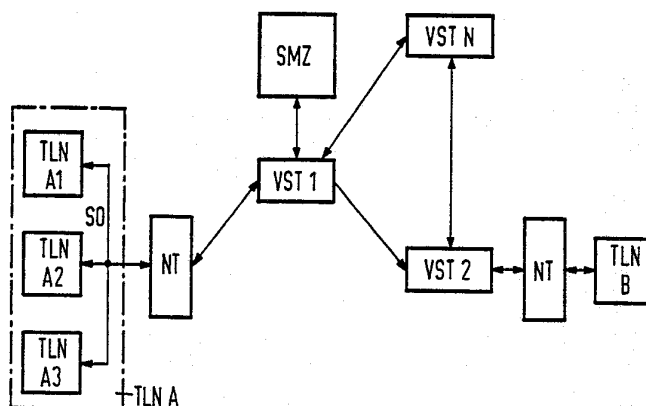 SMZ
VST N
TLN
A1
VST 1
S0
TLN
A2
NT
VST 2
NT
TLN
B
TLN
A3
TLN A